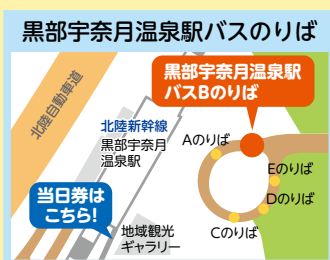 黒部宇奈月温泉駅バスのりば
黒部宇奈月温泉駅
バスBのりば
北陸自動車道
北陸新幹線
黒部宇奈月
温泉駅
Aのりば
Eのりば
Dのりば
Cのりば
当日券は
こちら!
地域観光
ギャラリー